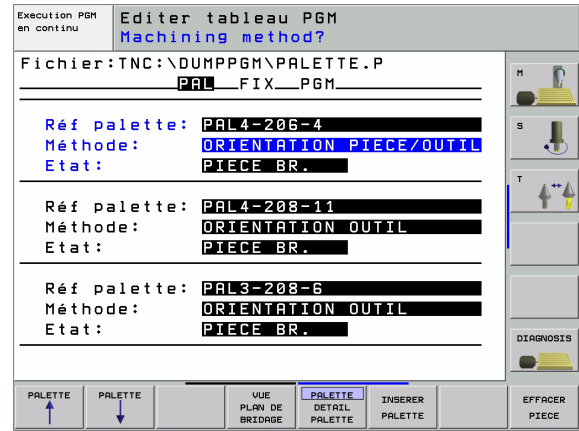 Execution PGM
en continu
Editer tableau PGM
Machining method?
Fichier:TNC:\DUMPPGM\PALETTE.P
PAL FIX PGM
Réf palette: PAL4-206-4
Méthode: ORIENTATION PIECE/OUTIL
Etat: PIECE BR.
Réf palette: PAL4-208-11
Méthode: ORIENTATION OUTIL
Etat: PIECE BR.
Réf palette: PAL3-208-6
Méthode: ORIENTATION OUTIL
Etat: PIECE BR.
M
S
T
DIAGNOSIS
PALETTE
PALETTE
VUE
PLAN DE
BRIDAGE
PALETTE
DETAIL
PALETTE
INSERER
PALETTE
EFFACER
PIECE